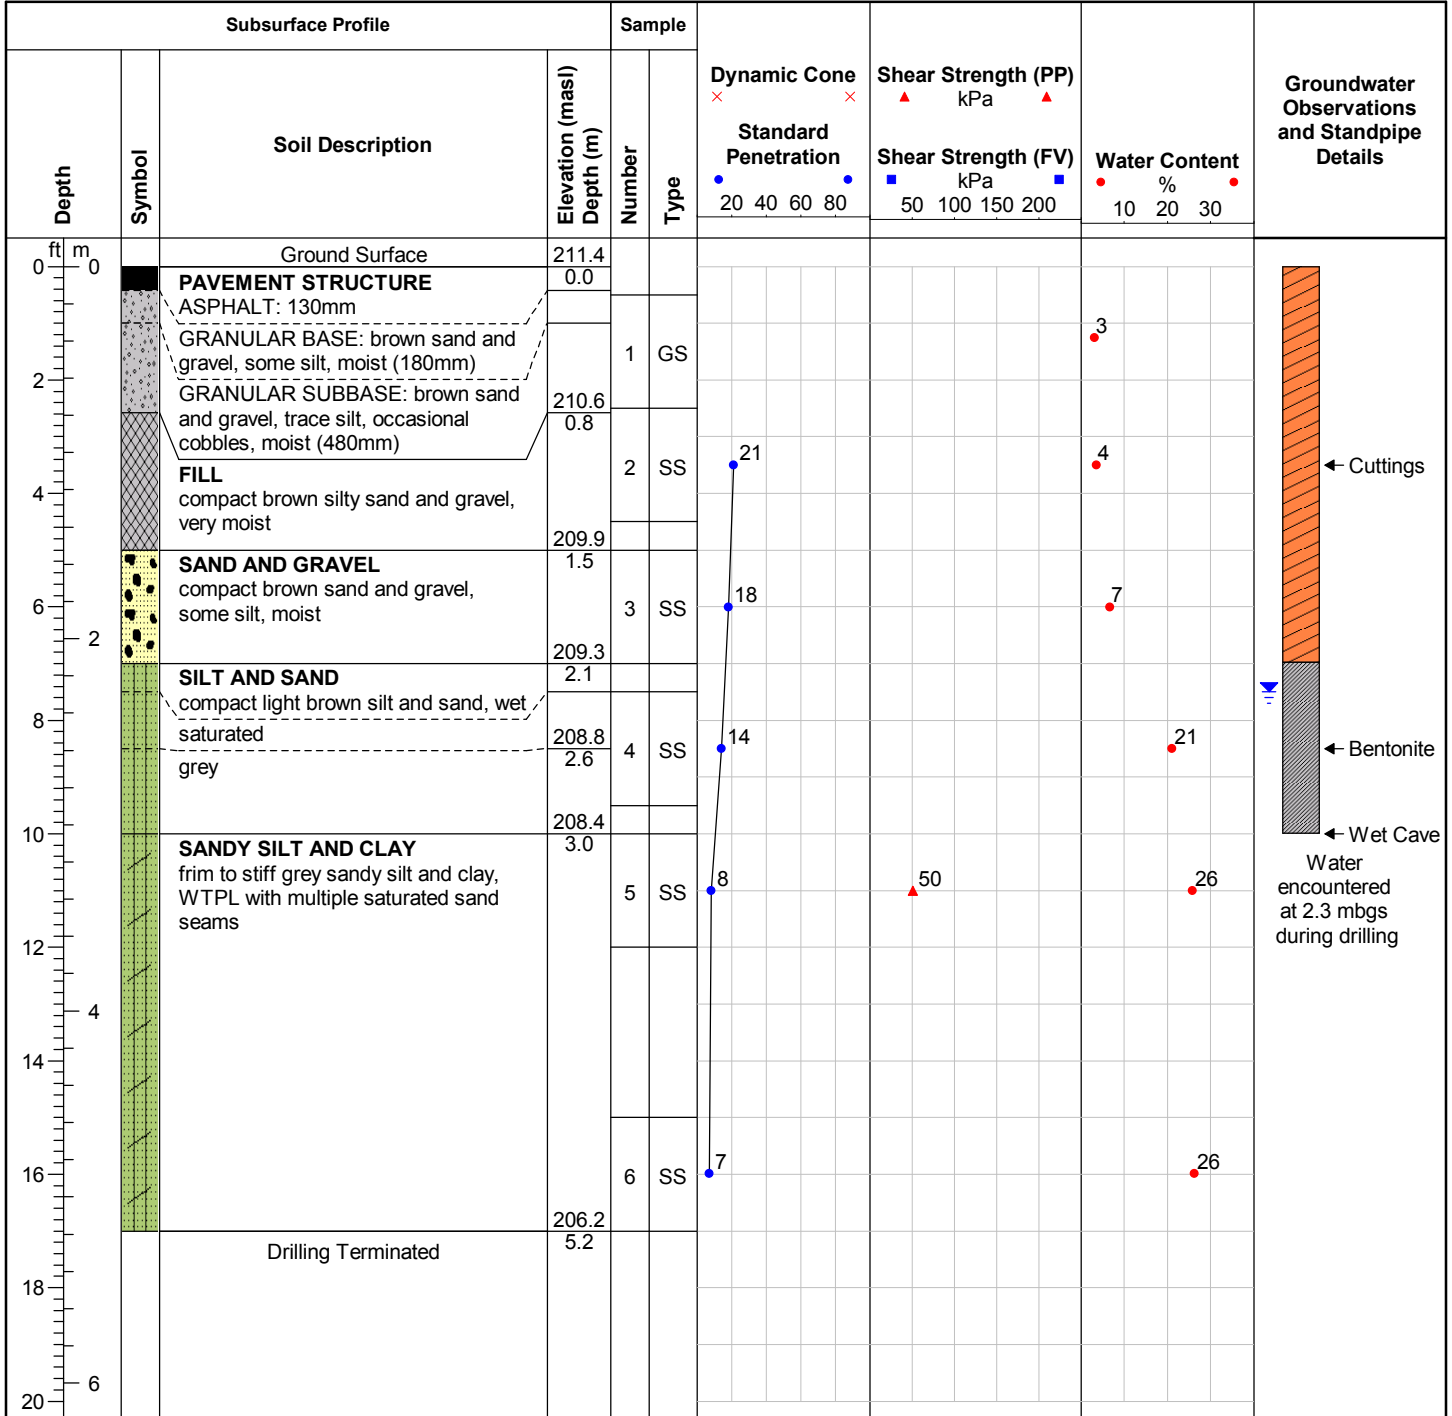 Subsurface Profile
Sample
Depth
Symbol
Soil Description
Elevation (masl)
Depth (m)
Number
Type
Dynamic Cone
Standard
Penetration
20 40 60 80
Shear Strength (PP)
kPa
Shear Strength (FV)
kPa
50 100 150 200
Water Content
%
10 20 30
Groundwater
Observations
and Standpipe
Details
ft m
Ground Surface
211.4
0 0
0.0
PAVEMENT STRUCTURE
ASPHALT: 130mm
GRANULAR BASE: brown sand and
gravel, some silt, moist (180mm)
1 GS
3
2
GRANULAR SUBBASE: brown sand
and gravel, trace silt, occasional
cobbles, moist (480mm)
210.6
0.8
FILL
compact brown silty sand and gravel,
very moist
2 SS
21
4
Cuttings
4
209.9
1.5
SAND AND GRAVEL
compact brown sand and gravel,
some silt, moist
3 SS
18
7
6
2
209.3
2.1
SILT AND SAND
compact light brown silt and sand, wet
8
saturated
208.8
2.6
grey
4 SS
14
21
Bentonite
208.4
10
3.0
Wet Cave
SANDY SILT AND CLAY
frim to stiff grey sandy silt and clay,
WTPL with multiple saturated sand
seams
5 SS
8
50
26
Water
encountered
at 2.3 mbgs
during drilling
12
4
14
16
6 SS
7
26
206.2
5.2
Drilling Terminated
18
6
20